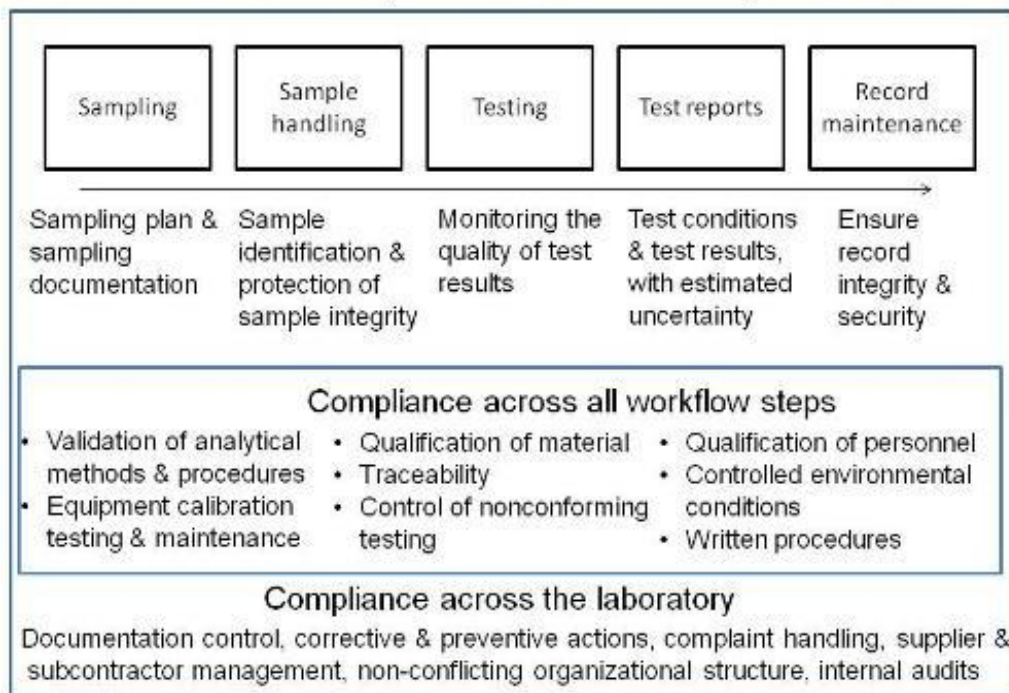 Sampling
Sample
handling
Testing
Test reports
Record
maintenance
Sampling plan &
sampling
documentation
Sample
identification &
protection of
sample integrity
Monitoring the
quality of test
results
Test conditions
& test results,
with estimated
uncertainty
Ensure
record
integrity &
security
Compliance across all workflow steps
• Validation of analytical
methods & procedures
• Equipment calibration
testing & maintenance
• Qualification of material
• Traceability
• Control of nonconforming
testing
• Qualification of personnel
• Controlled environmental
conditions
• Written procedures
Compliance across the laboratory
Documentation control, corrective & preventive actions, complaint handling, supplier &
subcontractor management, non-conflicting organizational structure, internal audits